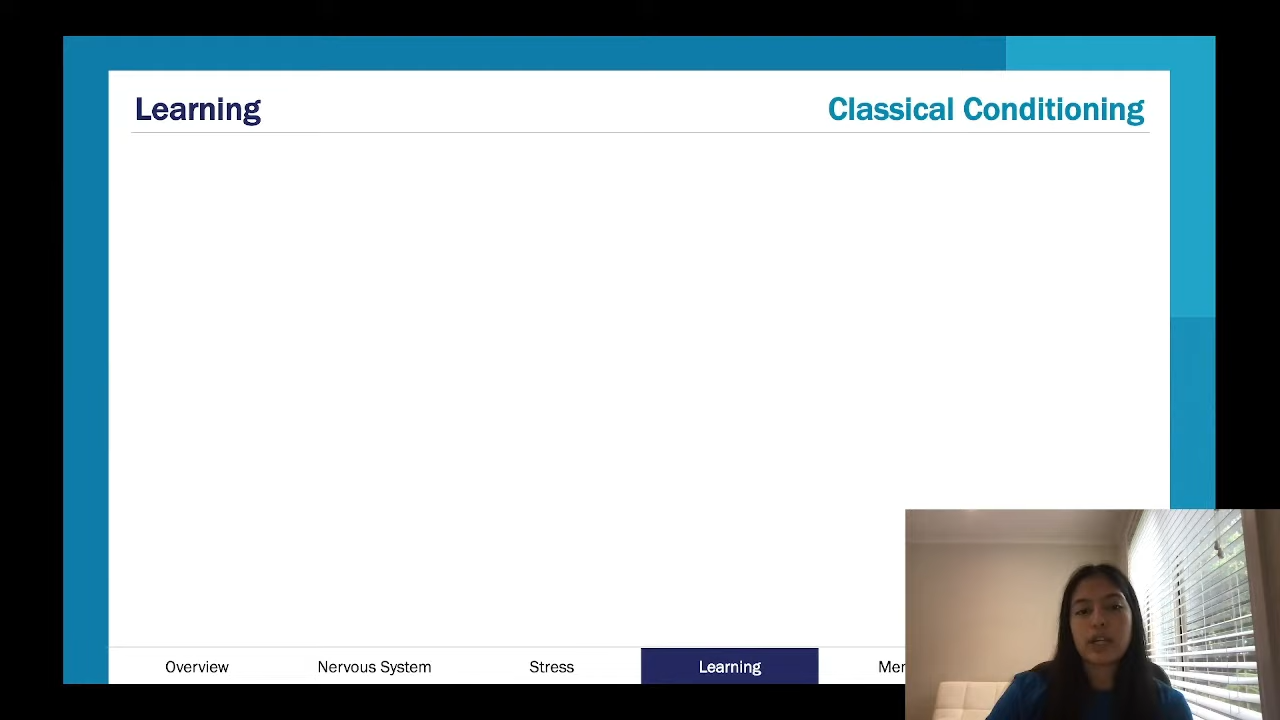 Learning
Classical Conditioning
Overview
Nervous System
Stress
Learning